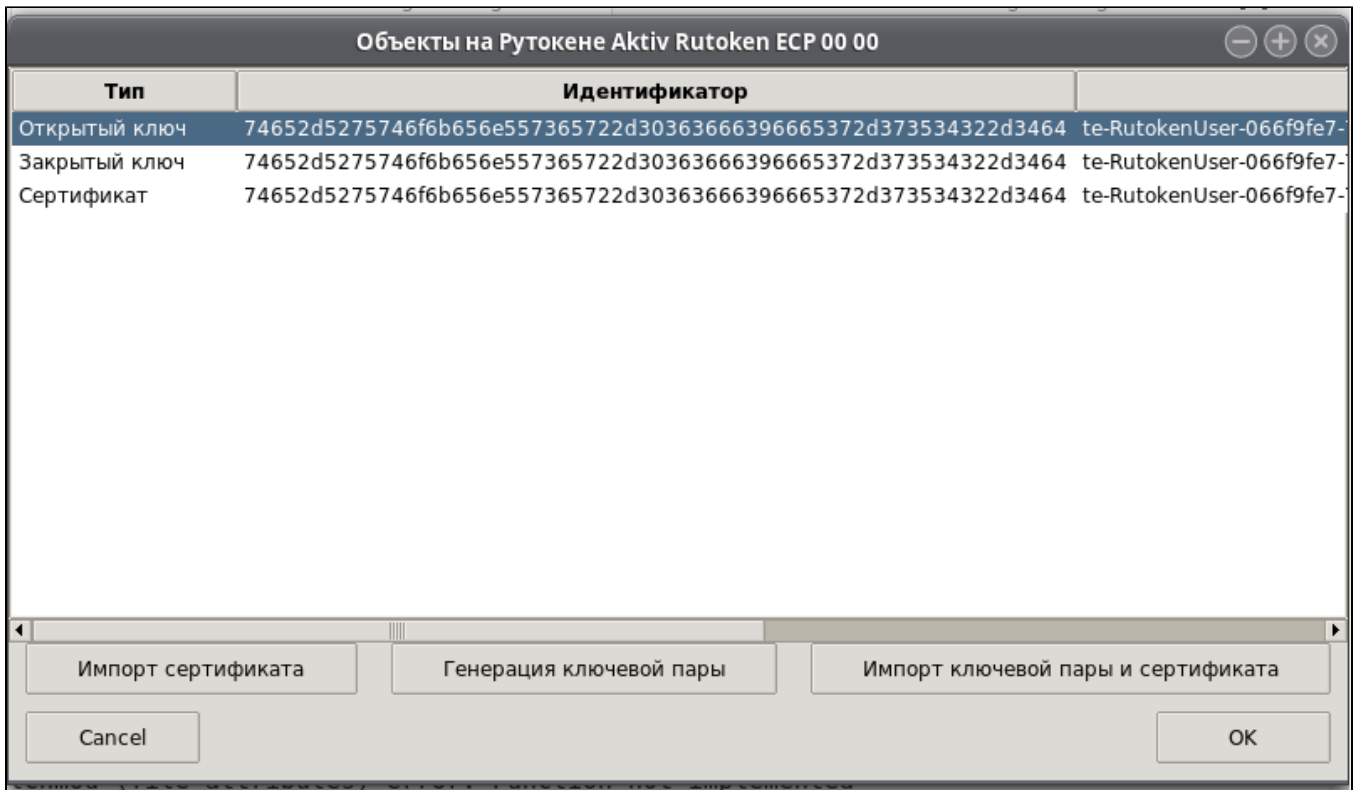 Объекты на Рутокене Aktiv Rutoken ECP 00 00
Тип Идентификатор
Открытый ключ 74652d5275746f6b656e557365722d30363666396665372d373534322d3464 te-RutokenUser-066f9fe7-
Закрытый ключ 74652d5275746f6b656e557365722d30363666396665372d373534322d3464 te-RutokenUser-066f9fe7-
Сертификат 74652d5275746f6b656e557365722d30363666396665372d373534322d3464 te-RutokenUser-066f9fe7-
Импорт сертификата Генерация ключевой пары Импорт ключевой пары и сертификата
Cancel OK